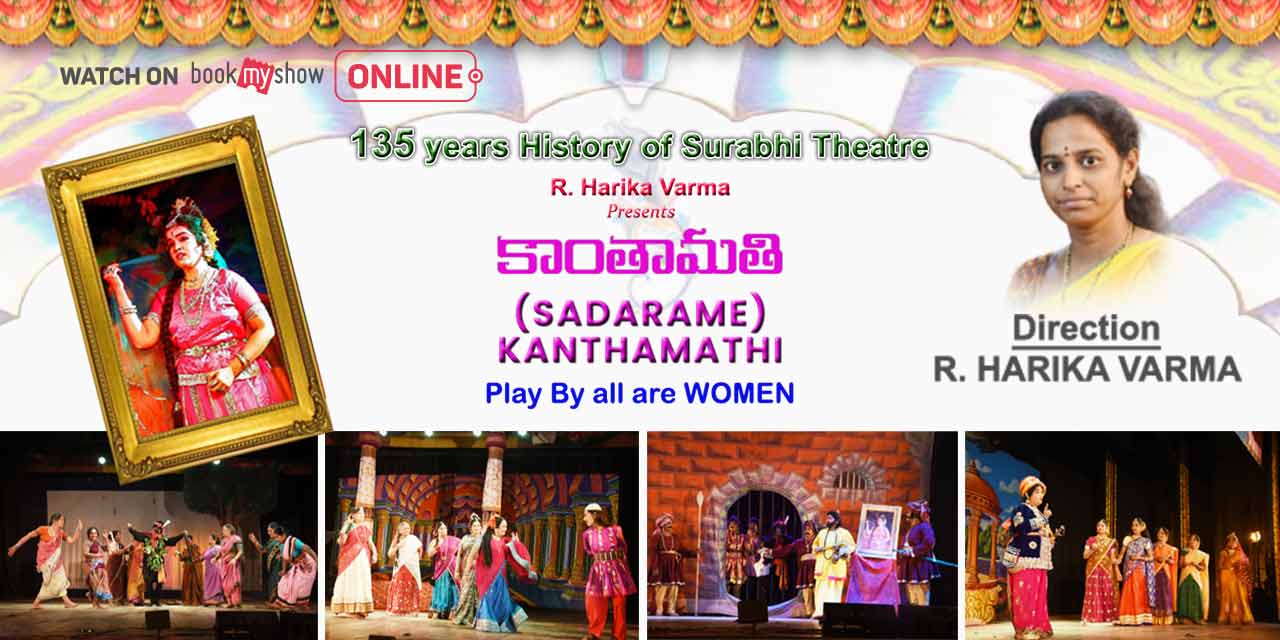 WATCH ON bookmyshow ONLINE
135 years History of Surabhi Theatre
R. Harika Varma
Presents
కాంతామతి
(SADARAME)
KANTHAMATHI
Play By all are WOMEN
Direction
R. HARIKA VARMA